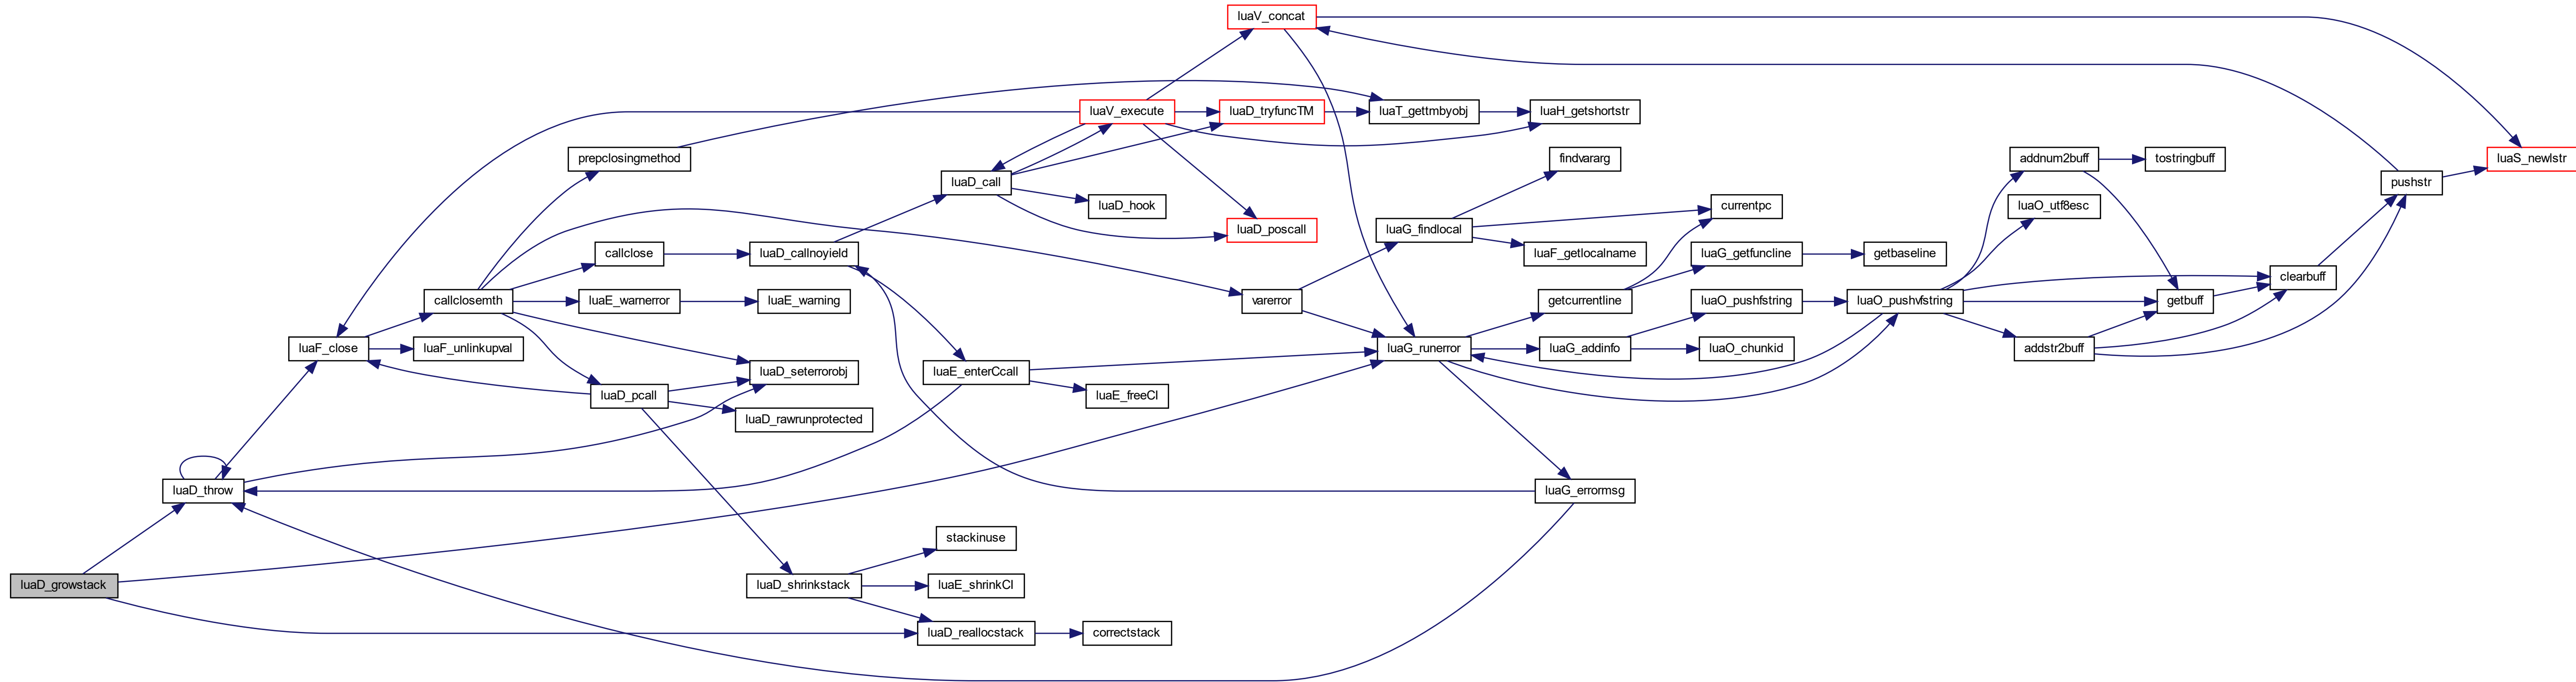 luaV_concat
luaV_execute
luaD_tryfuncTM
luaT_gettmbyobj
luaH_getshortstr
prepclosingmethod
findvararg
addnum2buff
tostringbuff
luaS_newlstr
luaD_call
pushstr
luaD_hook
currentpc
luaO_utf8esc
luaD_poscall
luaG_findlocal
callclose
luaD_callnoyield
luaF_getlocalname
luaG_getfuncline
getbaseline
clearbuff
callclosemth
luaE_warnerror
luaE_warning
varerror
getcurrentline
luaO_pushfstring
luaO_pushvfstring
getbuff
luaF_close
luaF_unlinkupval
luaG_runerror
luaG_addinfo
luaO_chunkid
addstr2buff
luaD_seterrorobj
luaE_enterCcall
luaD_pcall
luaE_freeCI
luaD_rawrunprotected
luaD_throw
luaG_errormsg
stackinuse
luaD_growstack
luaD_shrinkstack
luaE_shrinkCI
luaD_reallocstack
correctstack